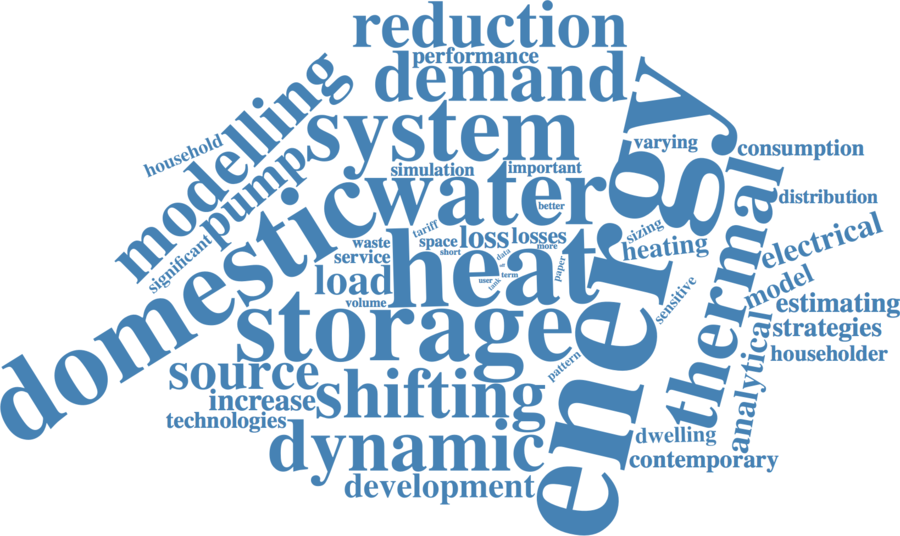 reduction
performance
demand
modelling
system
household
varying
consumption
simulation
important
pump
water
energy
thermal
better
distribution
domestic
tariff
significant
waste
space
loss
losses
sizing
heating
electrical
short
more
data
service
heat
term
paper
user
tank
load
volume
model
sensitive
estimating
storage
strategies
analytical
householder
pattern
source
shifting
increase
technologies
dynamic
dwelling
contemporary
development